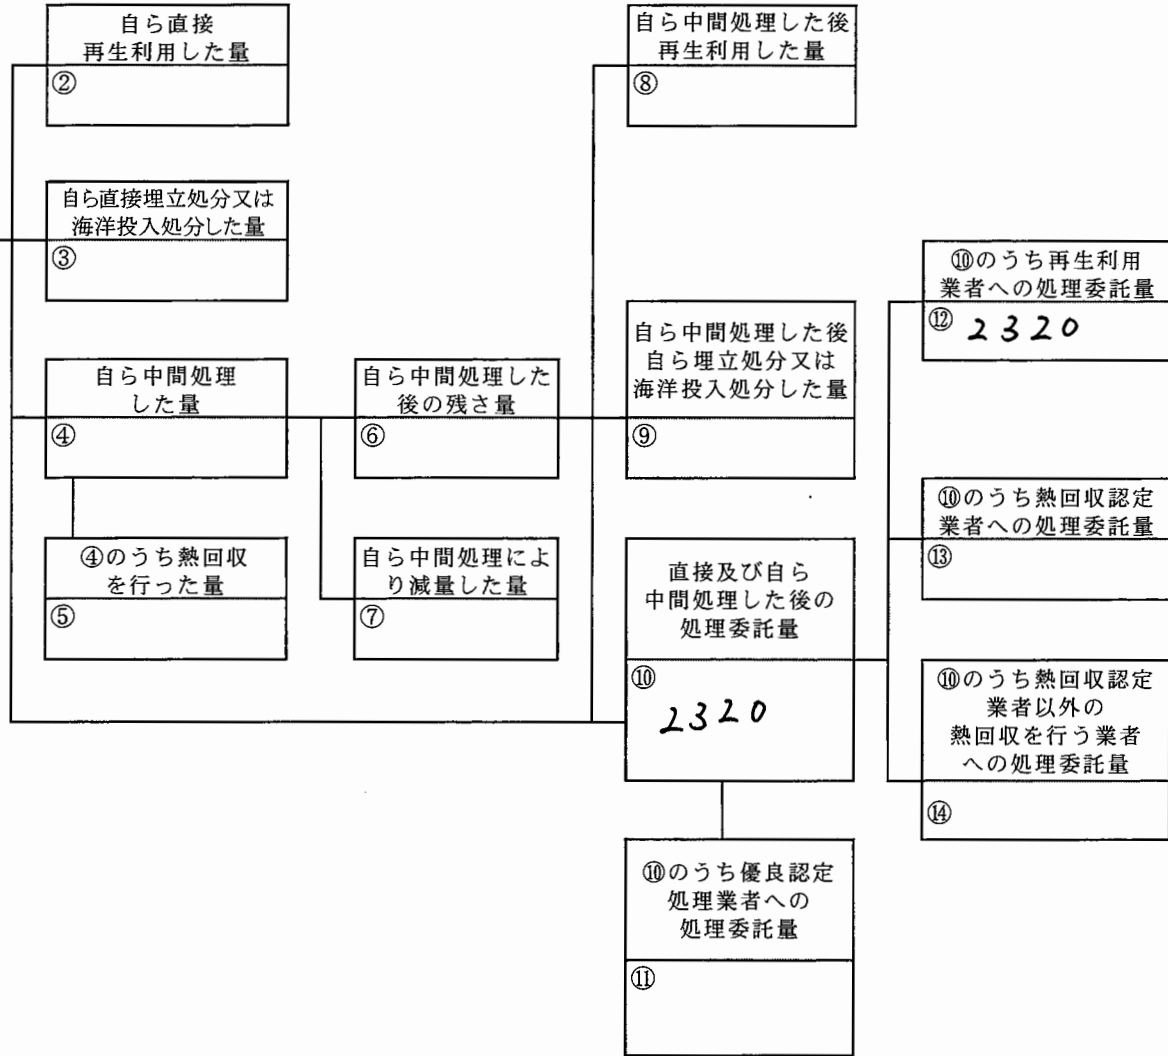 自ら直接
再生利用した量
②
自ら中間処理した後
再生利用した量
⑧
自ら直接埋立処分又は
海洋投入処分した量
③
⑩のうち再生利用
業者への処理委託量
⑫ 2320
自ら中間処理
した量
④
自ら中間処理した
後の残さ量
⑥
自ら中間処理した後
自ら埋立処分又は
海洋投入処分した量
⑨
⑩のうち熱回収認定
業者への処理委託量
⑬
④のうち熱回収
を行った量
⑤
自ら中間処理によ
り減量した量
⑦
直接及び自ら
中間処理した後の
処理委託量
⑩
2320
⑩のうち熱回収認定
業者以外の
熱回収を行う業者
への処理委託量
⑭
⑩のうち優良認定
処理業者への
処理委託量
⑪